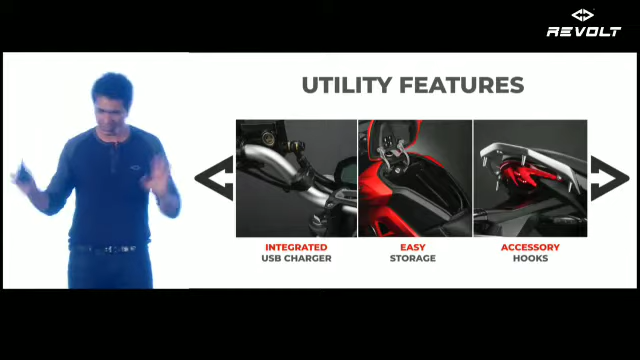 REVOLT
UTILITY FEATURES
INTEGRATED
USB CHARGER
EASY
STORAGE
ACCESSORY
HOOKS